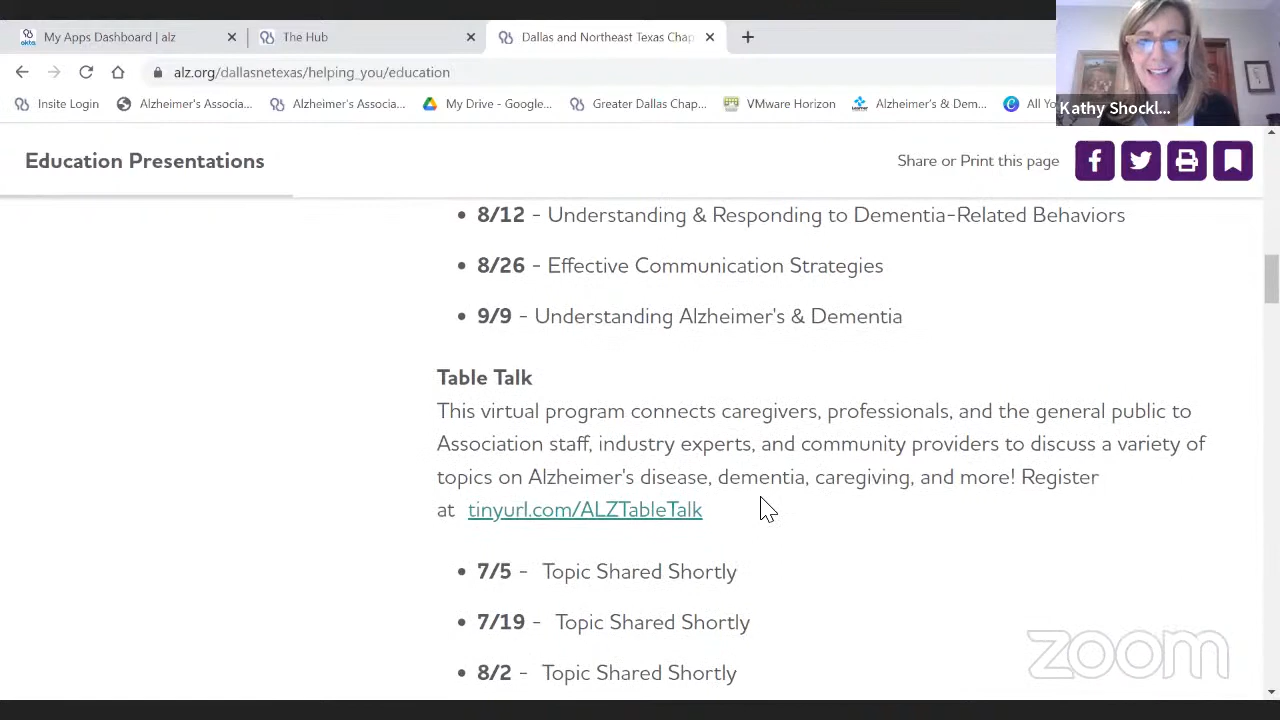 My Apps Dashboard | alz
The Hub
Dallas and Northeast Texas Chap
alz.org/dallasnetexas/helping_you/education
Insite Login
Alzheimer's Associa...
Alzheimer's Associa...
My Drive - Google...
Greater Dallas Chap...
VMware Horizon
Alzheimer's & Dem...
All Yo
Kathy Shockl...
Education Presentations
Share or Print this page
• 8/12 - Understanding & Responding to Dementia-Related Behaviors
• 8/26 - Effective Communication Strategies
• 9/9 - Understanding Alzheimer's & Dementia
Table Talk
This virtual program connects caregivers, professionals, and the general public to
Association staff, industry experts, and community providers to discuss a variety of
topics on Alzheimer's disease, dementia, caregiving, and more! Register
at tinyurl.com/ALZTableTalk
• 7/5 - Topic Shared Shortly
• 7/19 - Topic Shared Shortly
• 8/2 - Topic Shared Shortly
zoom